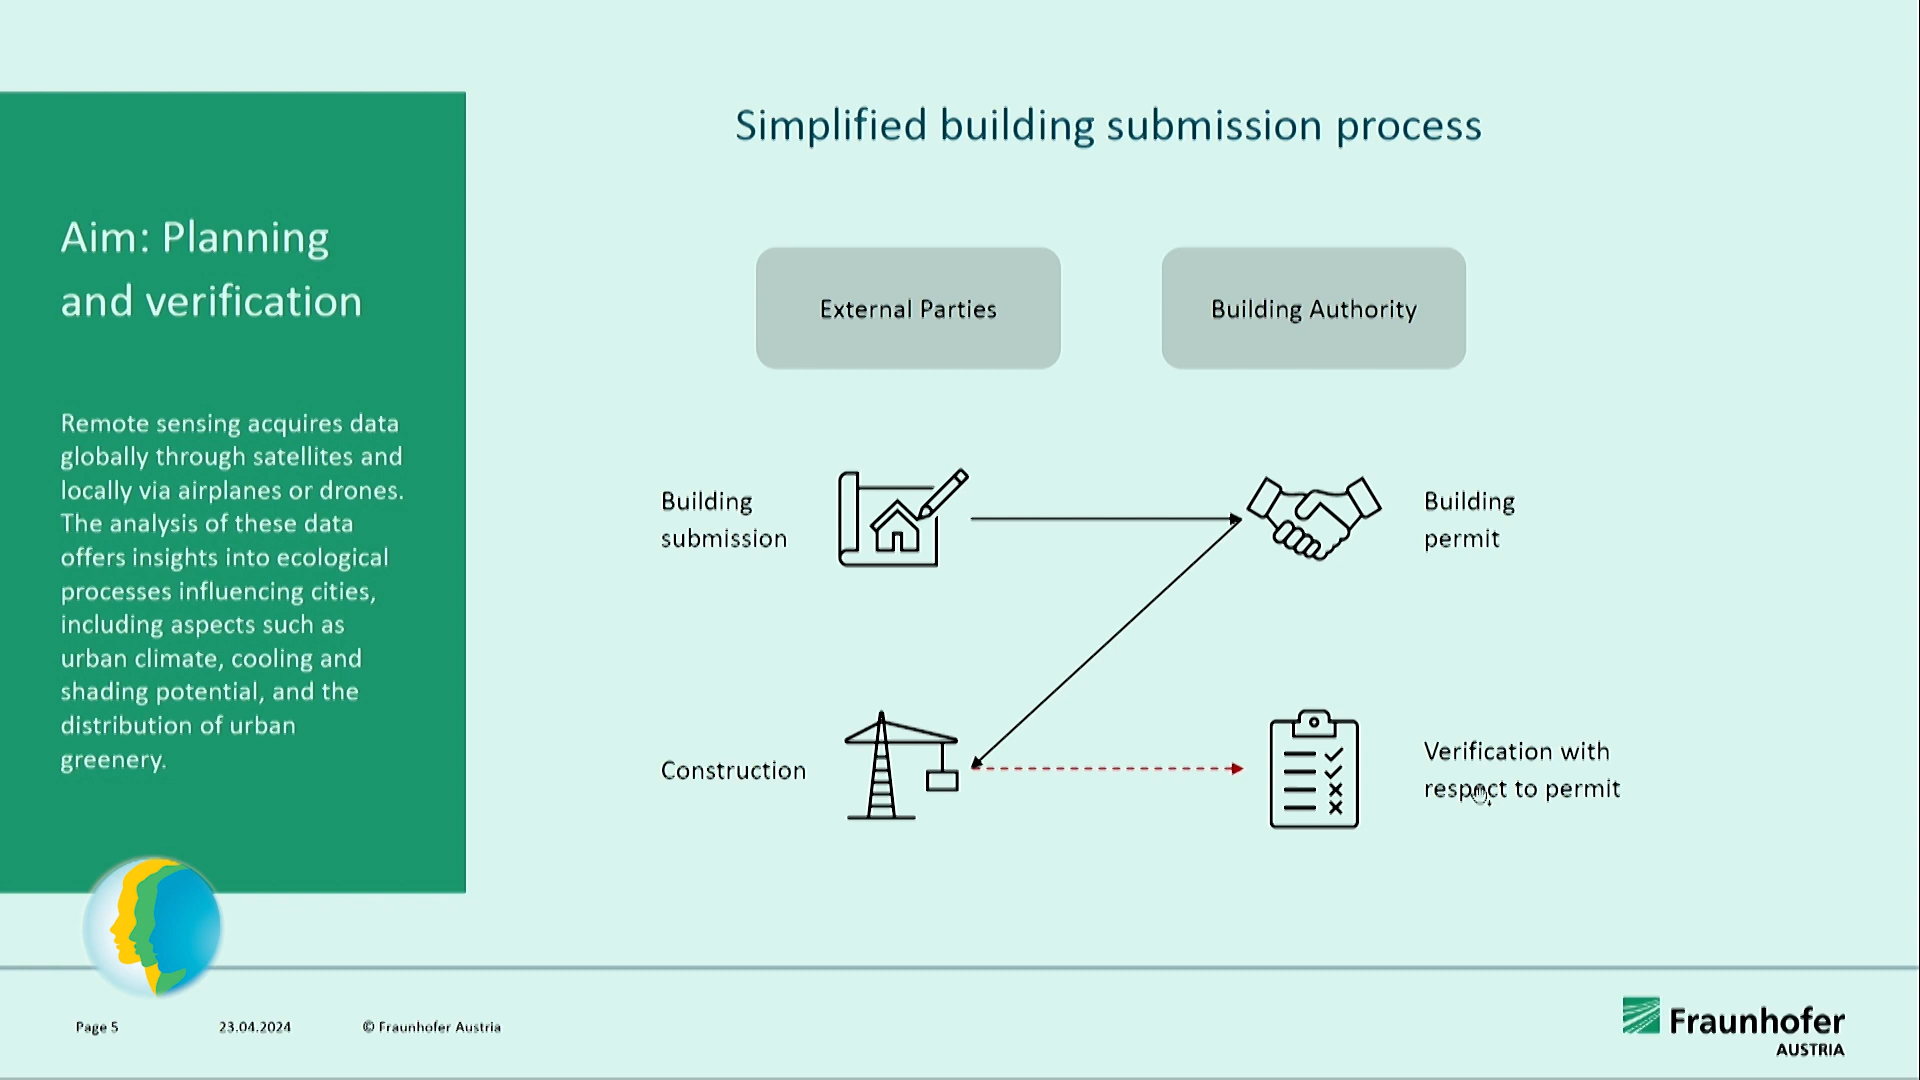 Simplified building submission process
Aim: Planning
and verification
Remote sensing acquires data
globally through satellites and
locally via airplanes or drones.
The analysis of these data
offers insights into ecological
processes influencing cities,
including aspects such as
urban climate, cooling and
shading potential, and the
distribution of urban
greenery.
External Parties
Building Authority
Building
submission
Building
permit
Construction
Verification with
respect to permit
Page 5
23.04.2024
© Fraunhofer Austria
Fraunhofer
AUSTRIA